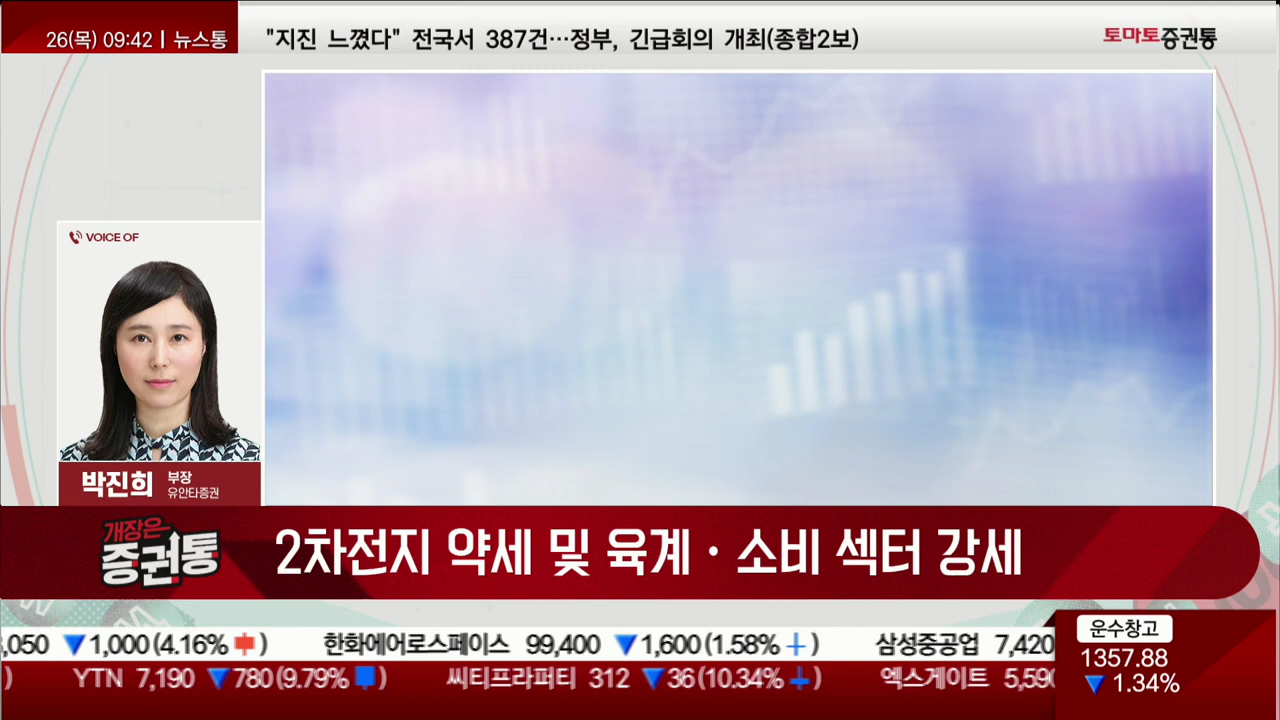 26(목) 09:42 | 뉴스통
"지진 느꼈다" 전국서 387건…정부, 긴급회의 개최(종합2보)
토마토증권통
VOICE OF
박진희 부장
유안타증권
개장은
증권통
2차전지 약세 및 육계·소비 섹터 강세
,050 ▼1,000(4.16% ) 한화에어로스페이스 99,400 ▼1,600(1.58% ) 삼성중공업 7,420
) YTN 7,190 ▼780(9.79% ) 씨티프라퍼티 312 ▼36(10.34% ) 엑스게이트 5,590
운수창고
1357.88
▼ 1.34%